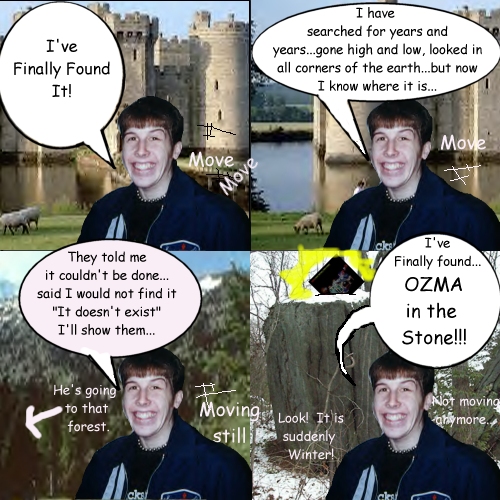 I've
Finally Found
It!
Move
Move
I have
searched for years and
years...gone high and low, looked in
all corners of the earth...but now
I know where it is...
Move
They told me
it couldn't be done...
said I would not find it
"It doesn't exist"
I'll show them...
He's going
to that
forest.
Moving
still
I've
Finally found...
OZMA
in the
Stone!!!
Look! It is
suddenly
Winter!
Not moving
anymore...